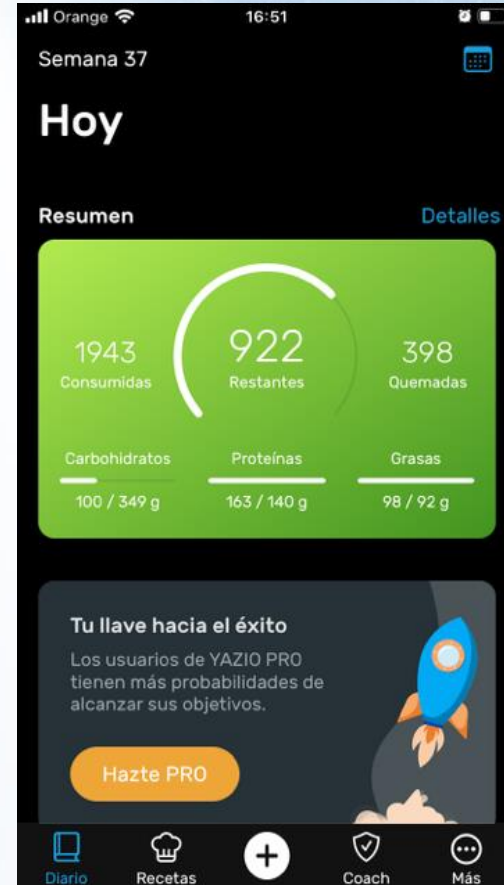 Orange 16:51
Semana 37
Hoy
Resumen Detalles
1943 922 398
Consumidas Restantes Quemadas
Carbohidratos Proteínas Grasas
100 / 349 g 163 / 140 g 98 / 92 g
Tu llave hacia el éxito
Los usuarios de YAZIO PRO
tienen más probabilidades de
alcanzar sus objetivos.
Hazte PRO
Diario Recetas Coach Más